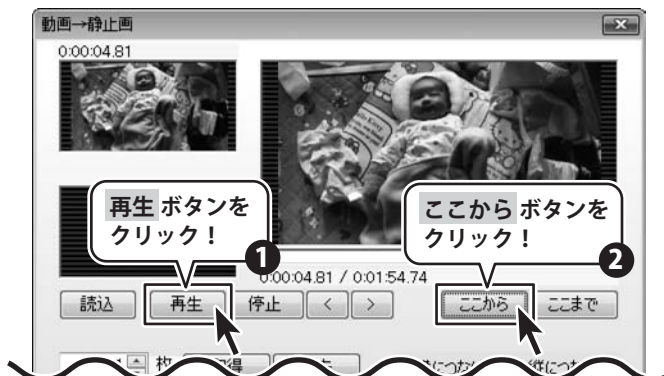 動画→静止画
0:00:04.81
再生 ボタンを
クリック！
1
ここから ボタンを
クリック！
2
0:00:04.81 / 0:01:54.74
読込 再生 停止 < > ここから ここまで
枚